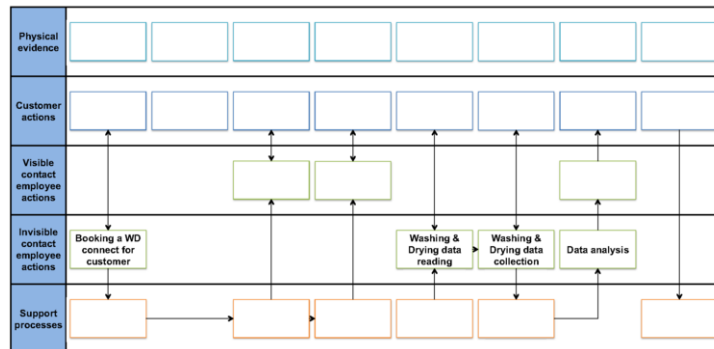 Physical
evidence
Customer
actions
Visible
contact
employee
actions
Invisible
contact
employee
actions
Booking a WD
connect for
customer
Washing &
Drying data
reading
Washing &
Drying data
collection
Data analysis
Support
processes